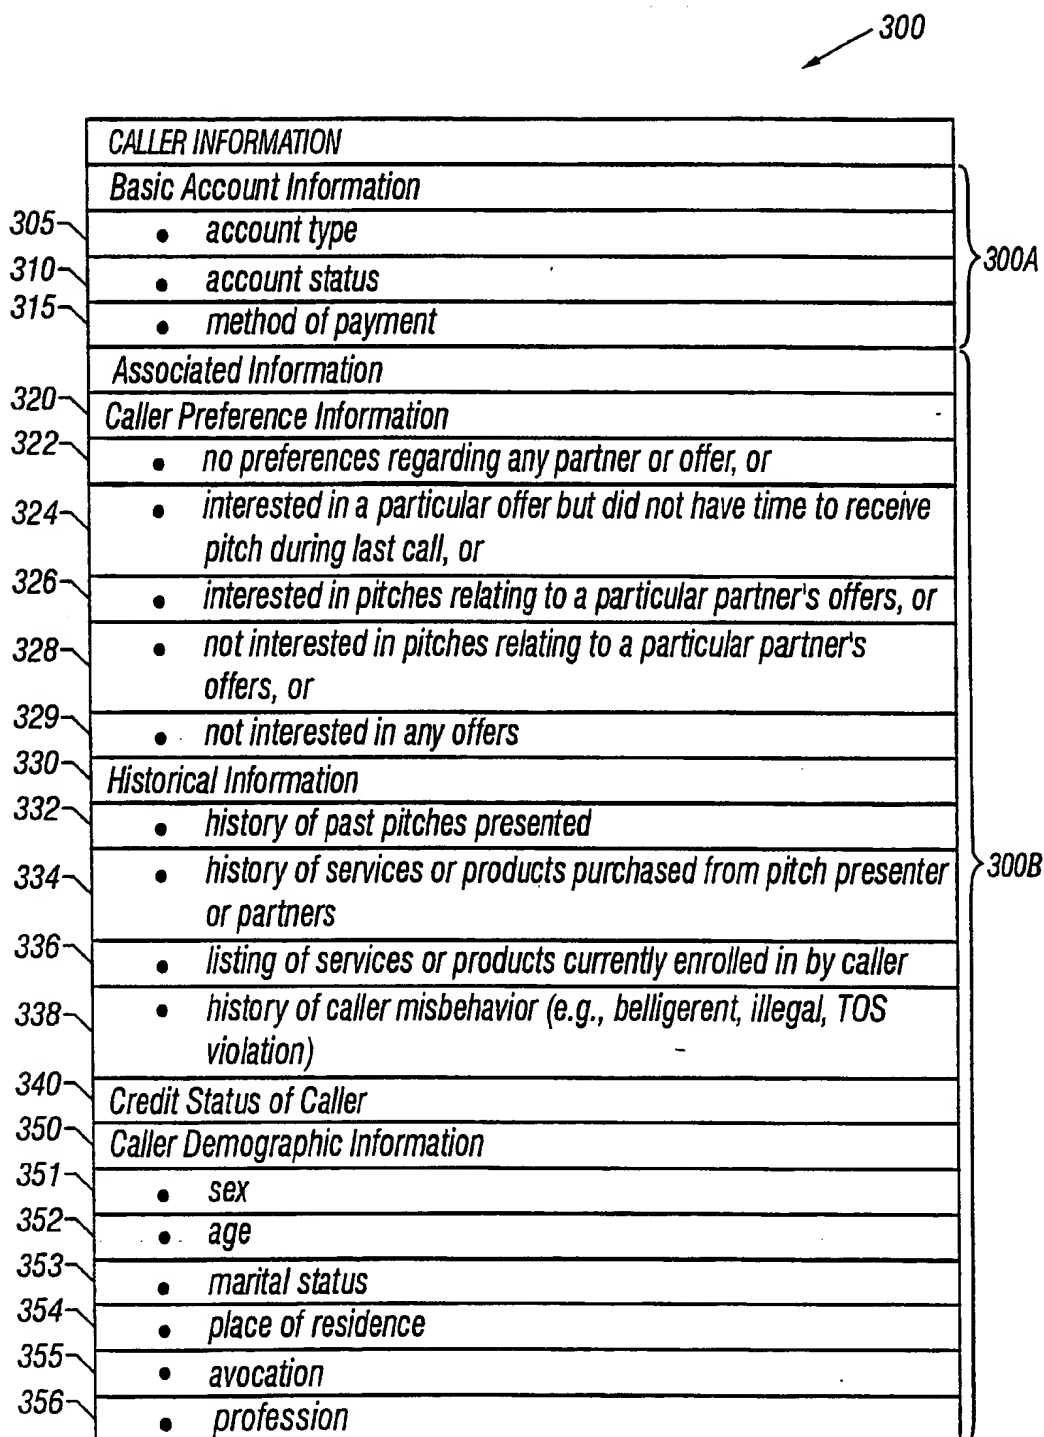 300
CALLER INFORMATION
Basic Account Information
305 • account type
310 • account status
315 • method of payment
300A
Associated Information
320 Caller Preference Information
322 • no preferences regarding any partner or offer, or
324 • interested in a particular offer but did not have time to receive
pitch during last call, or
326 • interested in pitches relating to a particular partner's offers, or
328 • not interested in pitches relating to a particular partner's
offers, or
329 • not interested in any offers
330 Historical Information
332 • history of past pitches presented
334 • history of services or products purchased from pitch presenter
or partners
300B
336 • listing of services or products currently enrolled in by caller
338 • history of caller misbehavior (e.g., belligerent, illegal, TOS
violation)
340 Credit Status of Caller
350 Caller Demographic Information
351 • sex
352 • age
353 • marital status
354 • place of residence
355 • avocation
356 • profession